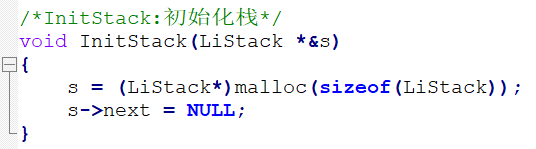 /*InitStack:初始化栈*/
void InitStack(LiStack *&s)
{
    s = (LiStack*)malloc(sizeof(LiStack));
    s->next = NULL;
}